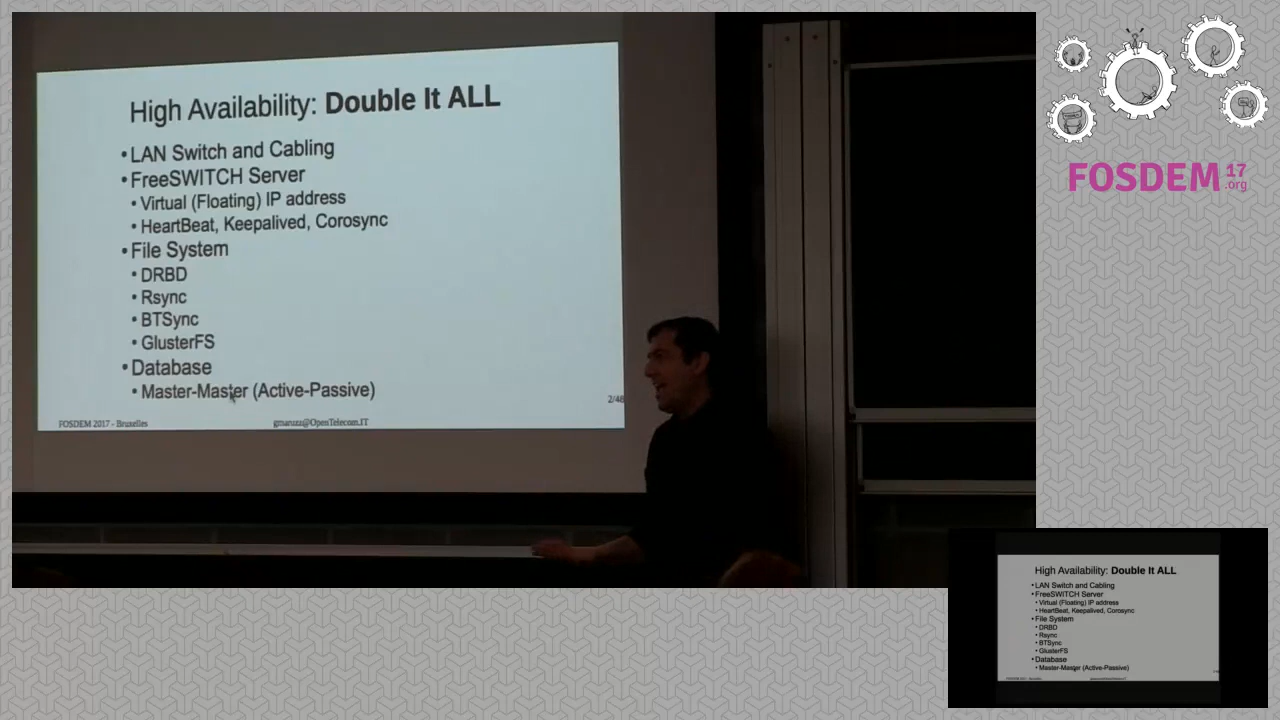 High Availability: Double It ALL
•LAN Switch and Cabling
•FreeSWITCH Server
•Virtual (Floating) IP address
•HeartBeat, Keepalived, Corosync
•File System
•DRBD
•Rsync
•BTSync
•GlusterFS
•Database
•Master-Master (Active-Passive)
2/48
FOSDEM 2017 - Bruxelles
gmaruzz@OpenTelecom.IT
FOSDEM 17
.org
High Availability: Double It ALL
•LAN Switch and Cabling
•FreeSWITCH Server
•Virtual (Floating) IP address
•HeartBeat, Keepalived, Corosync
•File System
•DRBD
•Rsync
•BTSync
•GlusterFS
•Database
•Master-Master (Active-Passive)